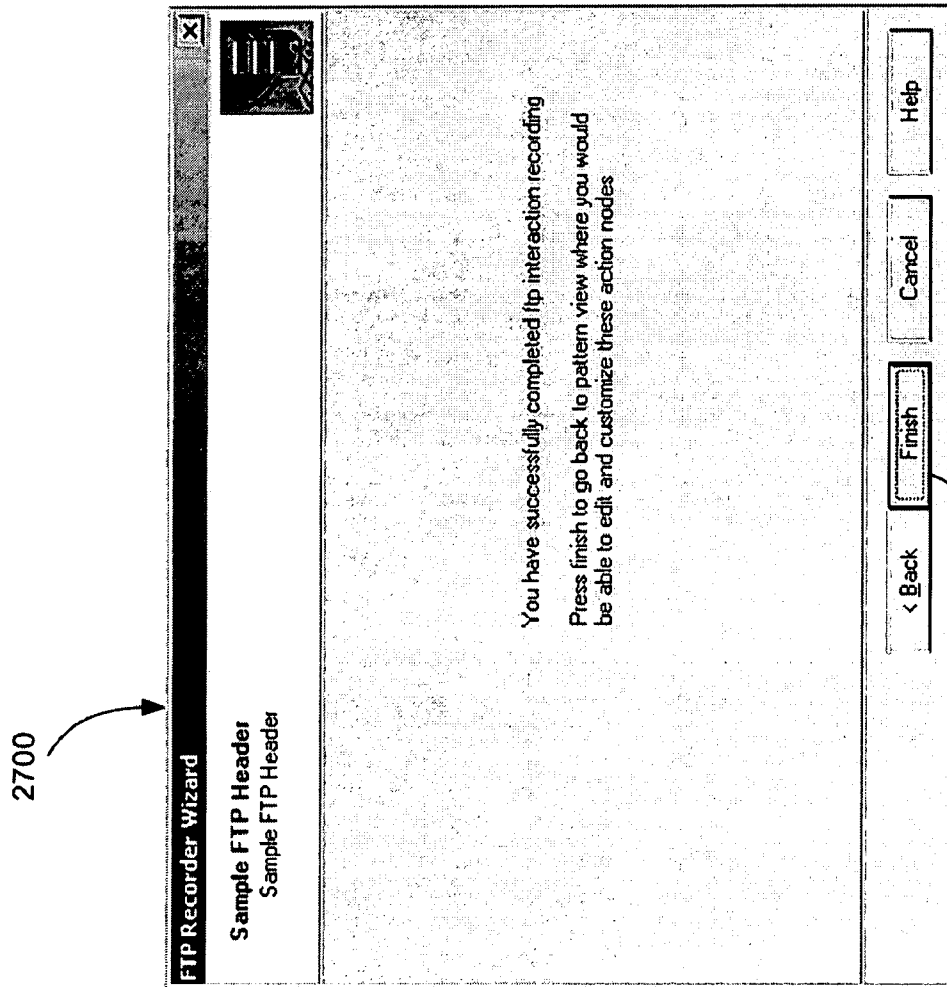 2700
FTP Recorder Wizard
Sample FTP Header
Sample FTP Header
You have successfully completed ftp interaction recording
Press finish to go back to pattern view where you would
be able to edit and customize these action nodes
< Back
Finish
Cancel
Help